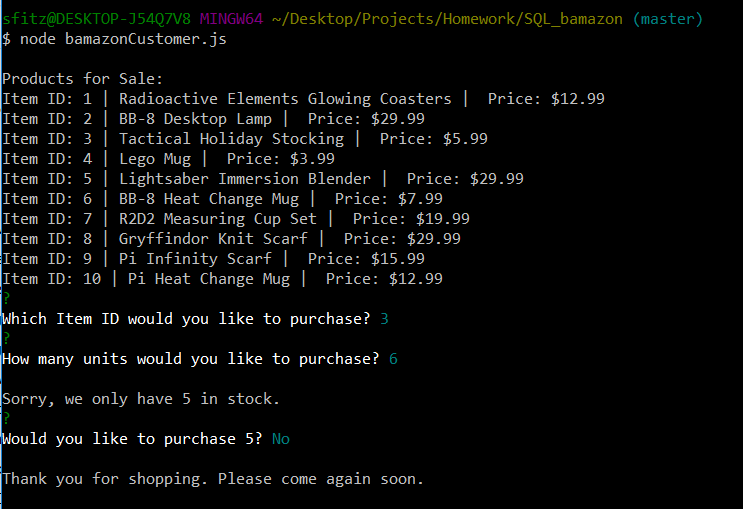 sfitz@DESKTOP-J54Q7V8 MINGW64 ~/Desktop/Projects/Homework/SQL_bamazon (master)
$ node bamazonCustomer.js
Products for Sale:
Item ID: 1 | Radioactive Elements Glowing Coasters |  Price: $12.99
Item ID: 2 | BB-8 Desktop Lamp |  Price: $29.99
Item ID: 3 | Tactical Holiday Stocking |  Price: $5.99
Item ID: 4 | Lego Mug |  Price: $3.99
Item ID: 5 | Lightsaber Immersion Blender |  Price: $29.99
Item ID: 6 | BB-8 Heat Change Mug |  Price: $7.99
Item ID: 7 | R2D2 Measuring Cup Set |  Price: $19.99
Item ID: 8 | Gryffindor Knit Scarf |  Price: $29.99
Item ID: 9 | Pi Infinity Scarf |  Price: $15.99
Item ID: 10 | Pi Heat Change Mug |  Price: $12.99
?
Which Item ID would you like to purchase? 3
?
How many units would you like to purchase? 6
Sorry, we only have 5 in stock.
?
Would you like to purchase 5? No
Thank you for shopping. Please come again soon.